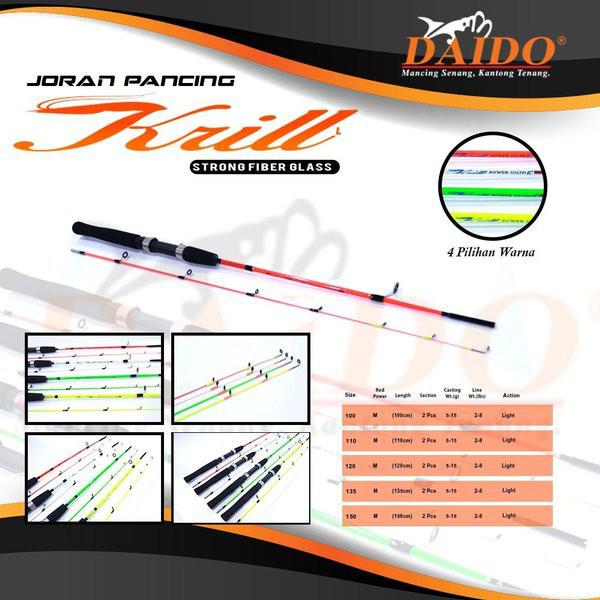 DAIDO®
Mancing Senang, Kantong Tenang.
JORAN PANCING
Krill
STRONG FIBER GLASS
4 Pilihan Warna
Size Rod Power Length Section Casting Wt.(g) Line Wt.(lbs) Action
100 M (100cm) 2 Pcs 5-15 2-8 Light
110 M (110cm) 2 Pcs 5-15 2-8 Light
120 M (120cm) 2 Pcs 5-15 2-8 Light
135 M (135cm) 2 Pcs 5-15 2-8 Light
150 M (150cm) 2 Pcs 5-15 2-8 Light
DAIDO